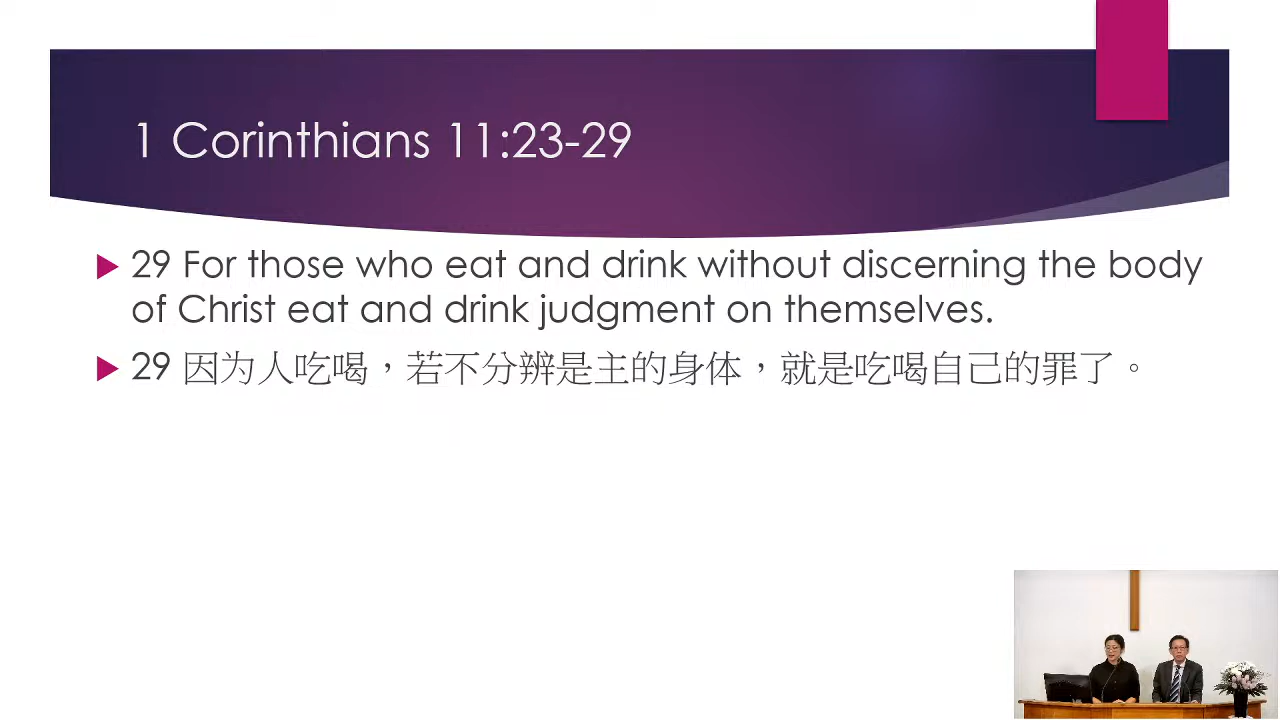 1 Corinthians 11:23-29
29 For those who eat and drink without discerning the body
of Christ eat and drink judgment on themselves.
29 因为人吃喝，若不分辨是主的身体，就是吃喝自己的罪了。